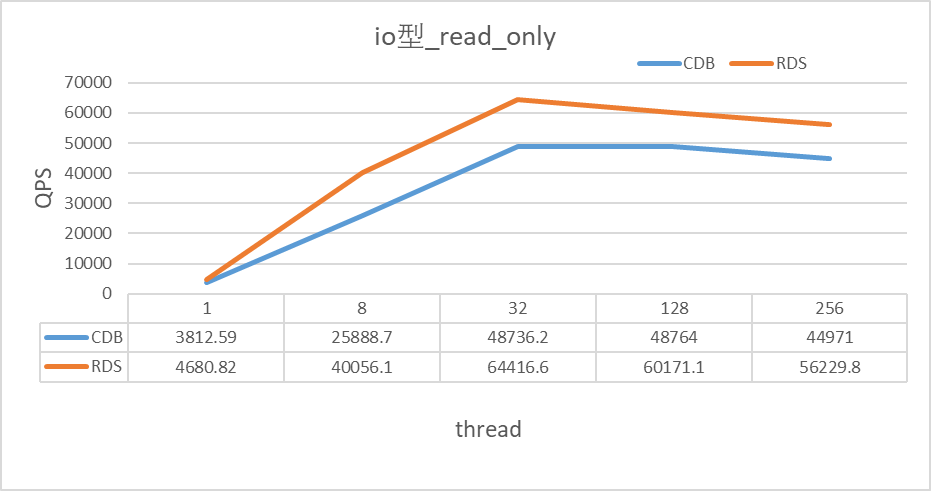 io型_read_only
CDB RDS
70000
60000
50000
40000
30000
20000
10000
0
QPS
1 8 32 128 256
CDB 3812.59 25888.7 48736.2 48764 44971
RDS 4680.82 40056.1 64416.6 60171.1 56229.8
thread